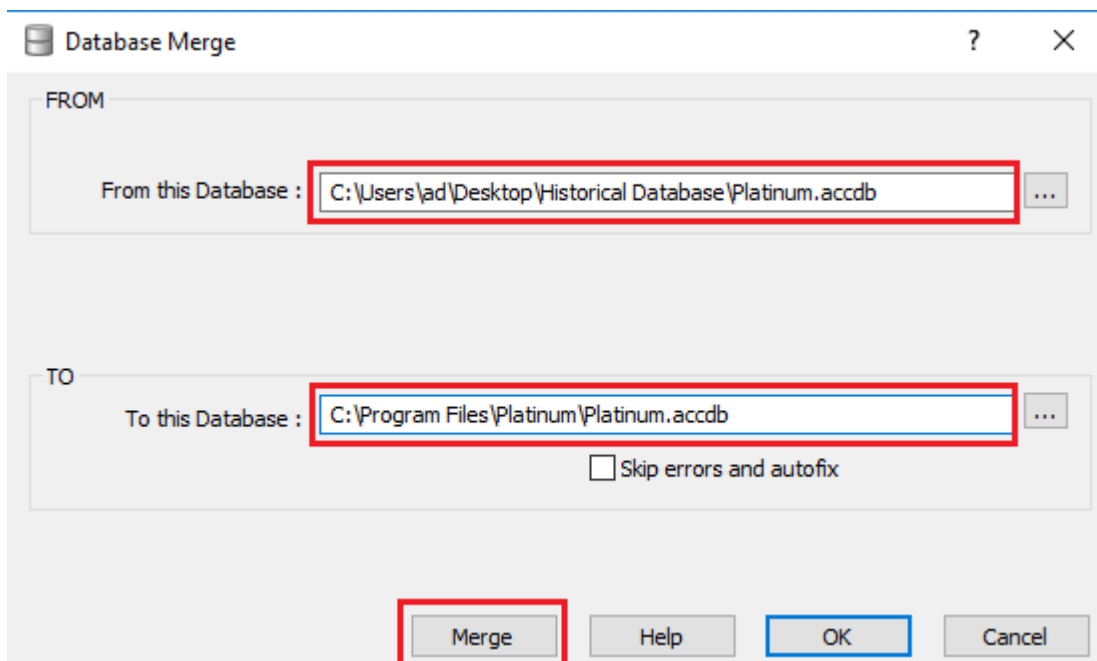 Database Merge ? ×
FROM
From this Database : C:\Users\ad\Desktop\Historical Database\Platinum.accdb ...
TO
To this Database : C:\Program Files\Platinum\Platinum.accdb ...
Skip errors and autofix
Merge Help OK Cancel